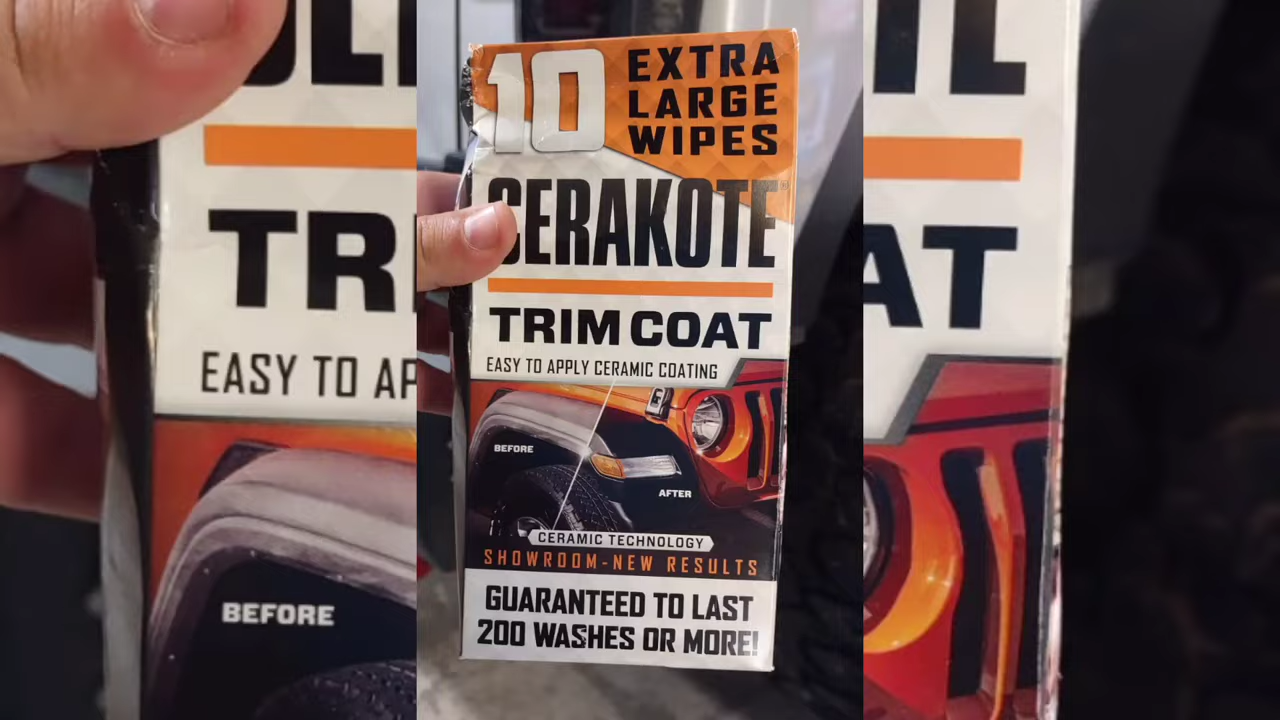 10
EXTRA
LARGE
WIPES
CERAKOTE
TRIM COAT
EASY TO APPLY CERAMIC COATING
BEFORE
AFTER
CERAMIC TECHNOLOGY
SHOWROOM-NEW RESULTS
GUARANTEED TO LAST
200 WASHES OR MORE!
TR
EASY TO AP
BEFORE
AT